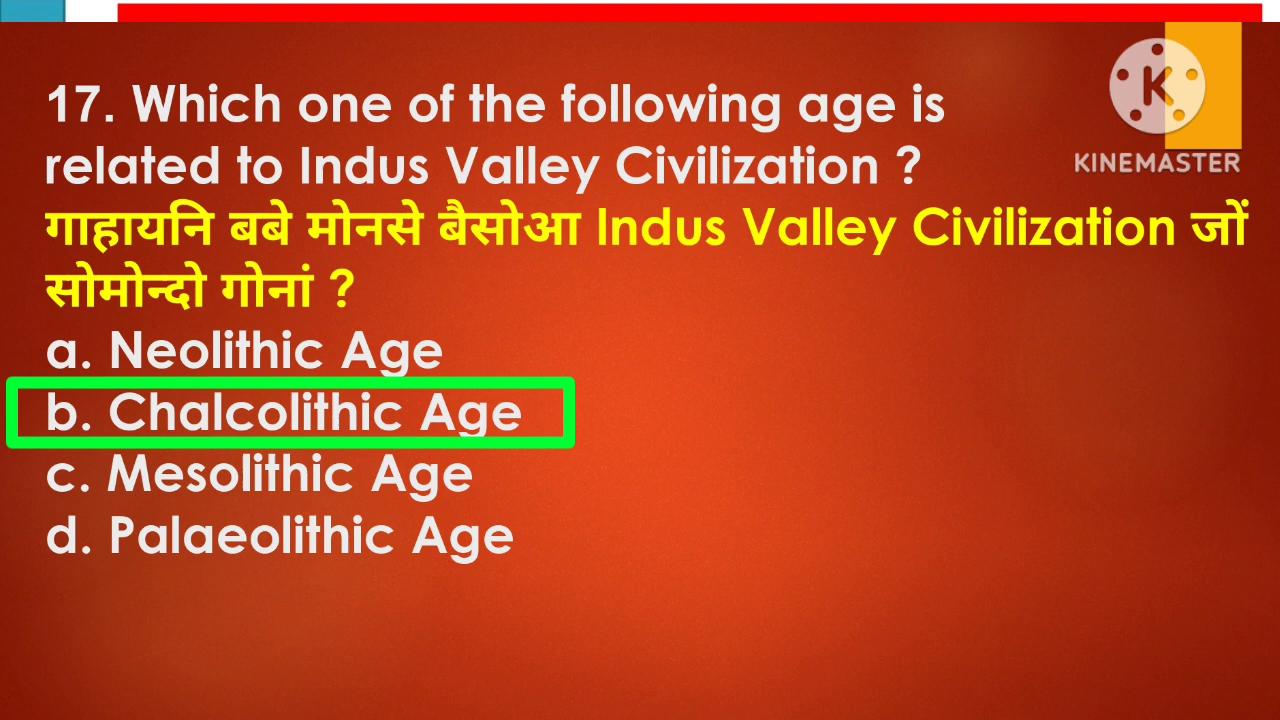 17. Which one of the following age is
related to Indus Valley Civilization ?
गाहायनि बबे मोनसे बैसोआ Indus Valley Civilization जों
सोमोन्दो गोनां ?
a. Neolithic Age
b. Chalcolithic Age
c. Mesolithic Age
d. Palaeolithic Age
K
KINEMASTER